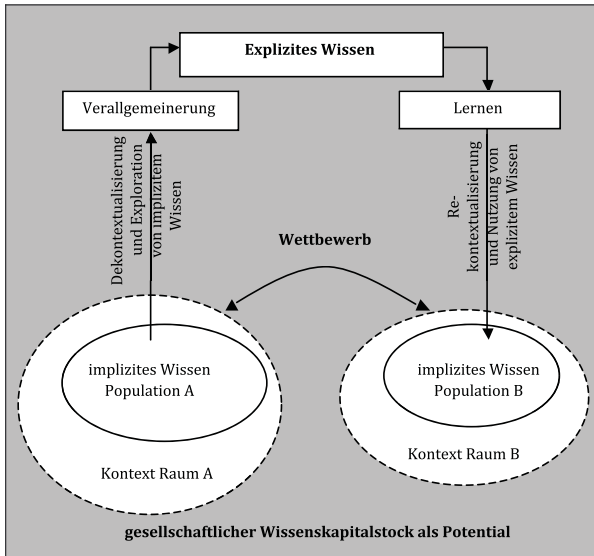 Explizites Wissen
Verallgemeinerung
Lernen
Dekontextualisierung
und Exploration
von implizitem
Wissen
Re-
kontextualisierung
und Nutzung von
explizitem Wissen
Wettbewerb
implizites Wissen
Population A
Kontext Raum A
implizites Wissen
Population B
Kontext Raum B
gesellschaftlicher Wissenskapitalstock als Potential